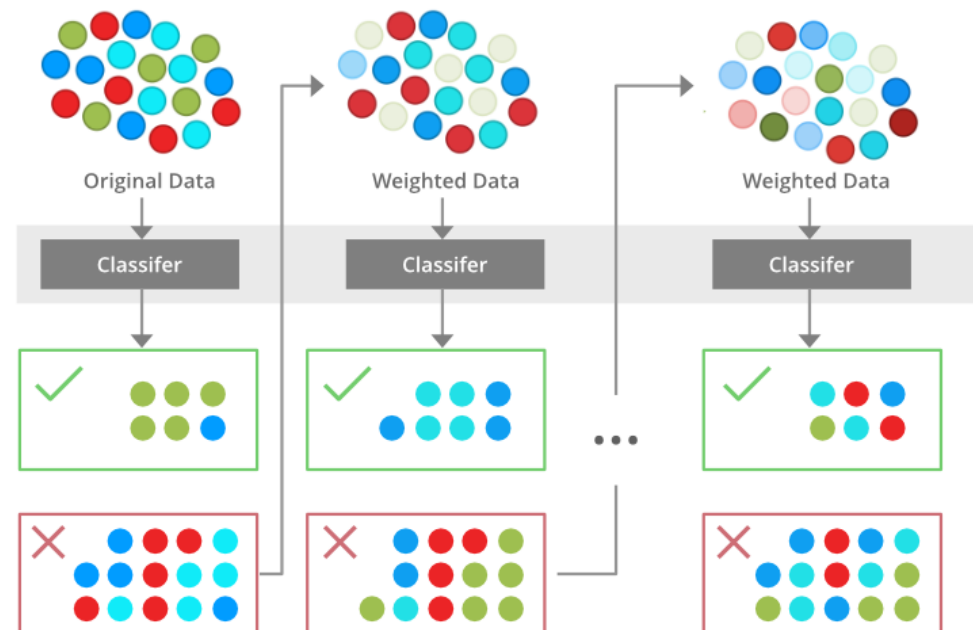 Original Data
Weighted Data
Weighted Data
Classifer
Classifer
Classifer
...